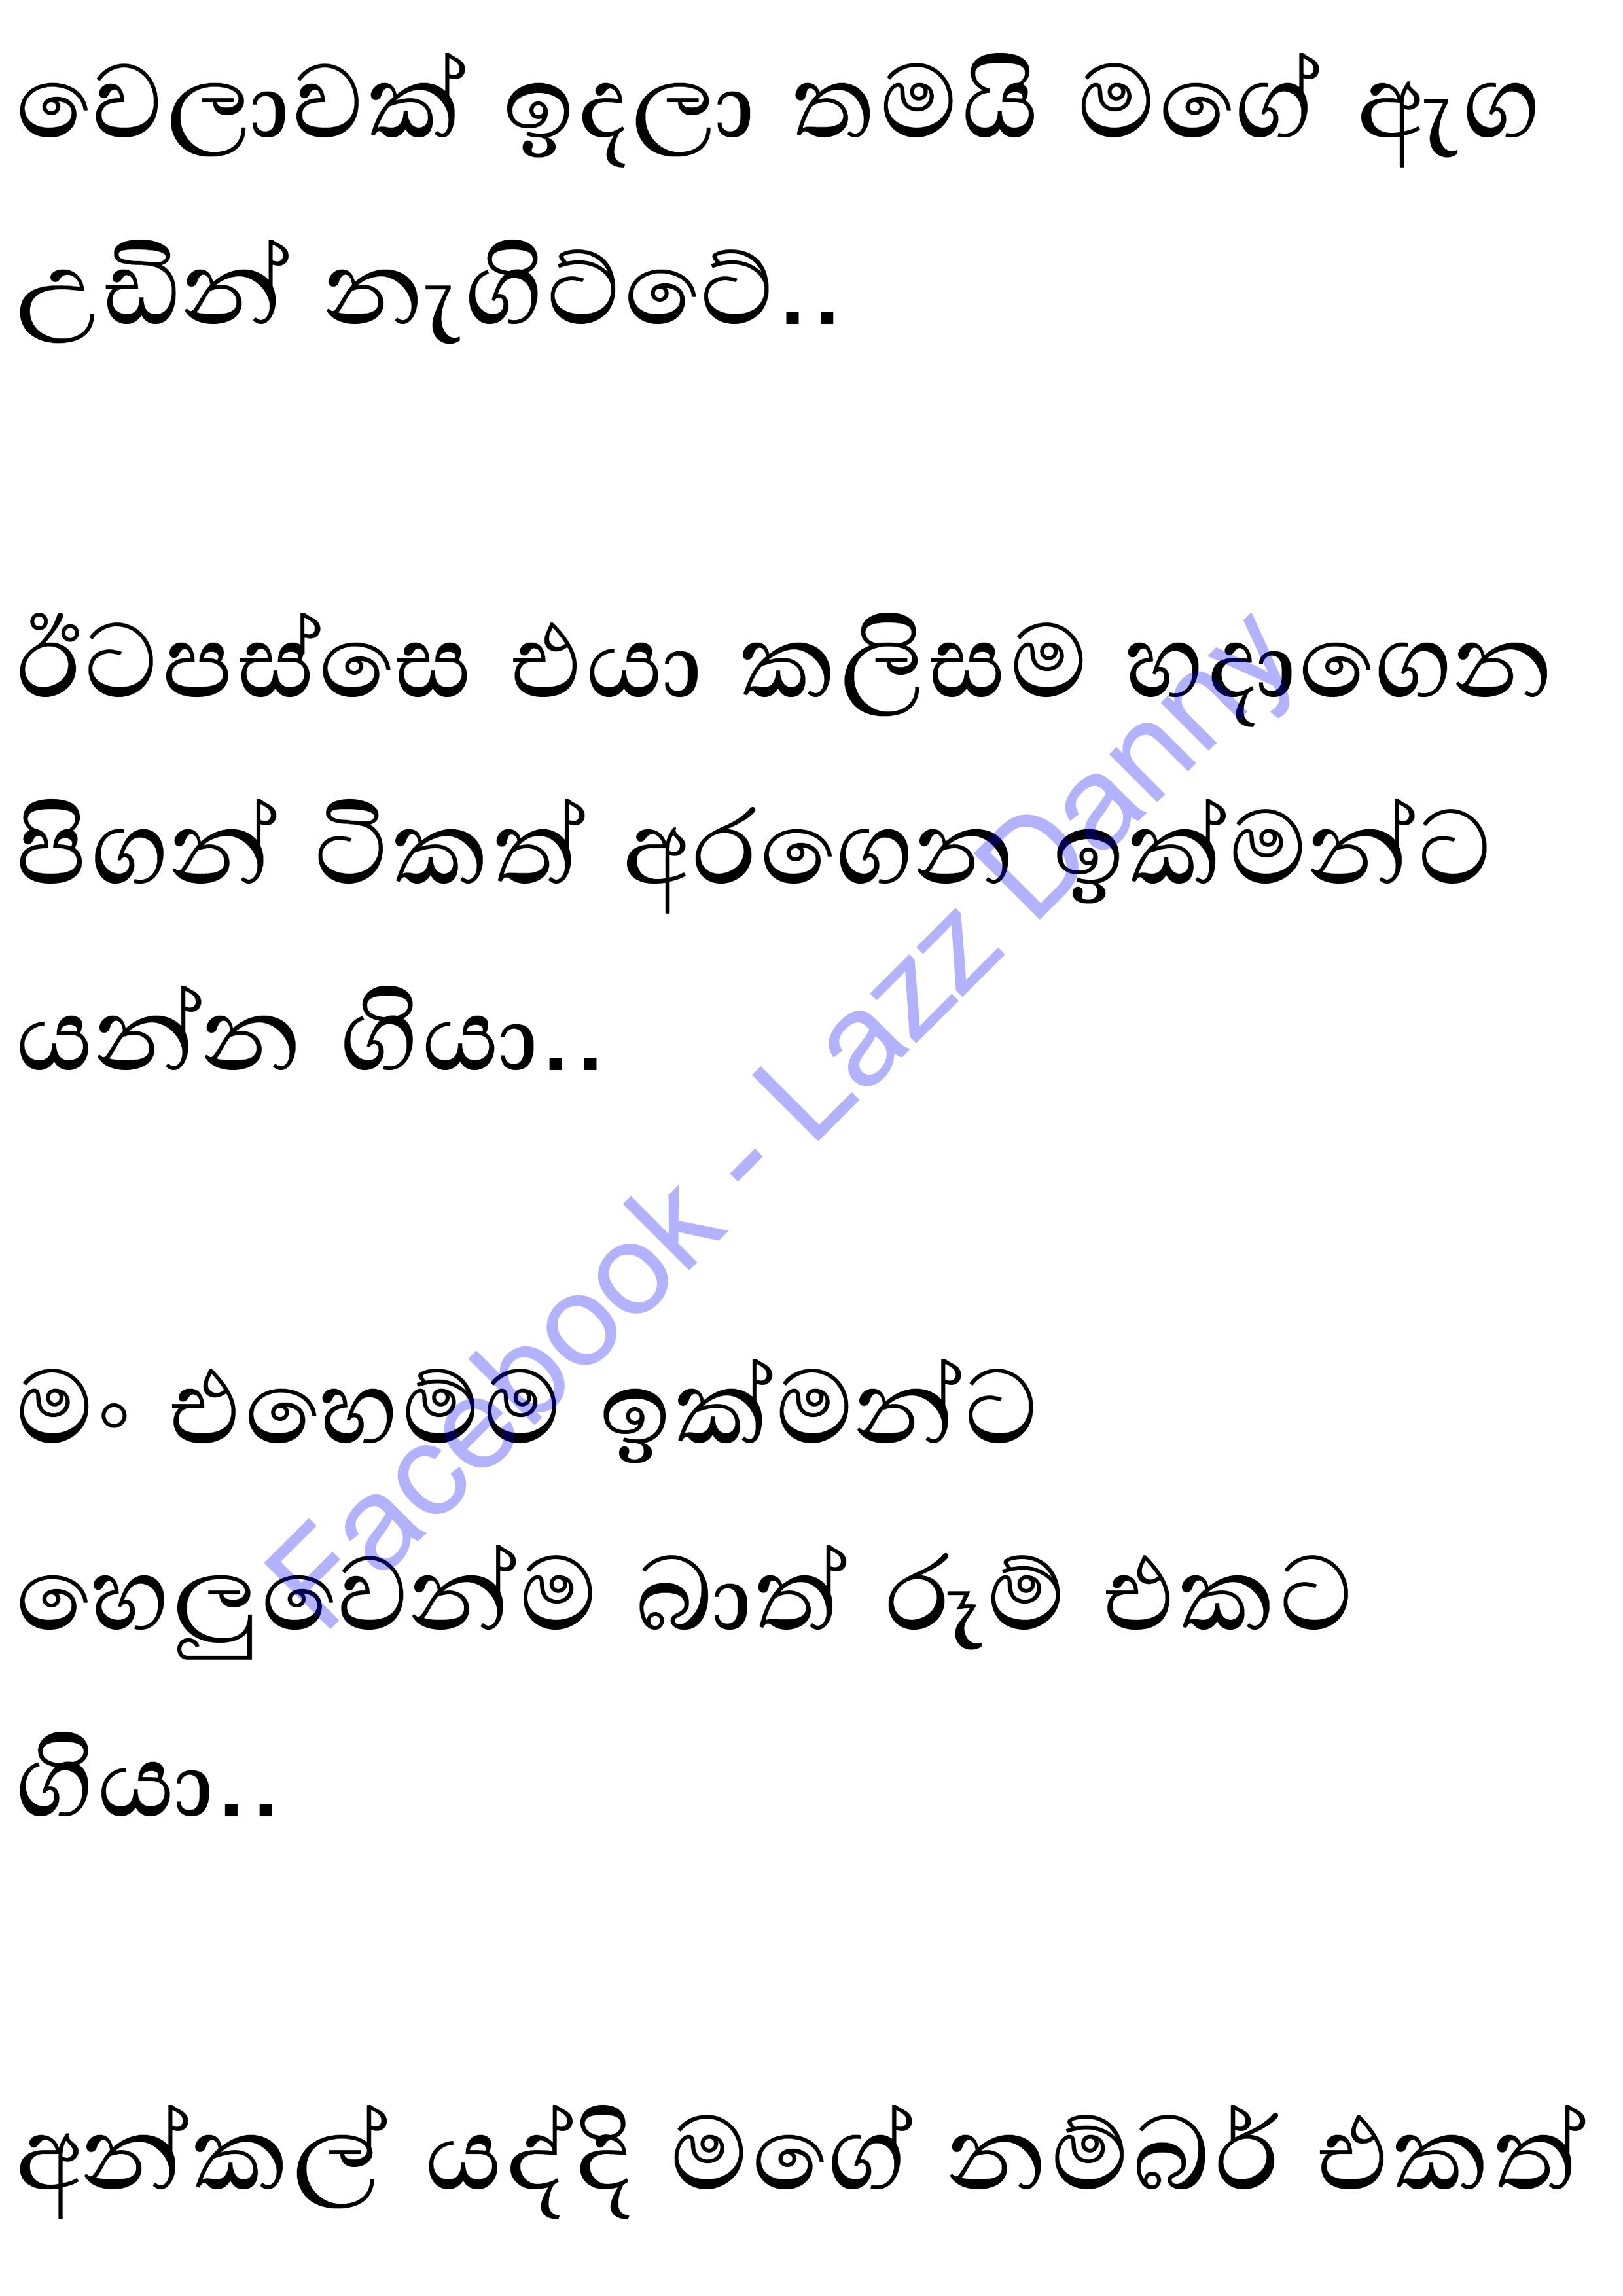 වෙලාවක් ඉදලා තමයි මගේ ඇග
උඩින් නැගිට්ටේ..
ඊටපස්සෙ එයා කලිසම හදාගෙන
පිගන් ටිකත් අරගෙන ඉක්මන්ට
යන්න ගියා..
මං එහෙම්ම ඉක්මන්ට
හෙලුවෙන්ම බාත් රූම් එකට
ගියා..
අන්කල් යද්දි මගේ නම්බර් එකත්
Facebook - Lazz Danny